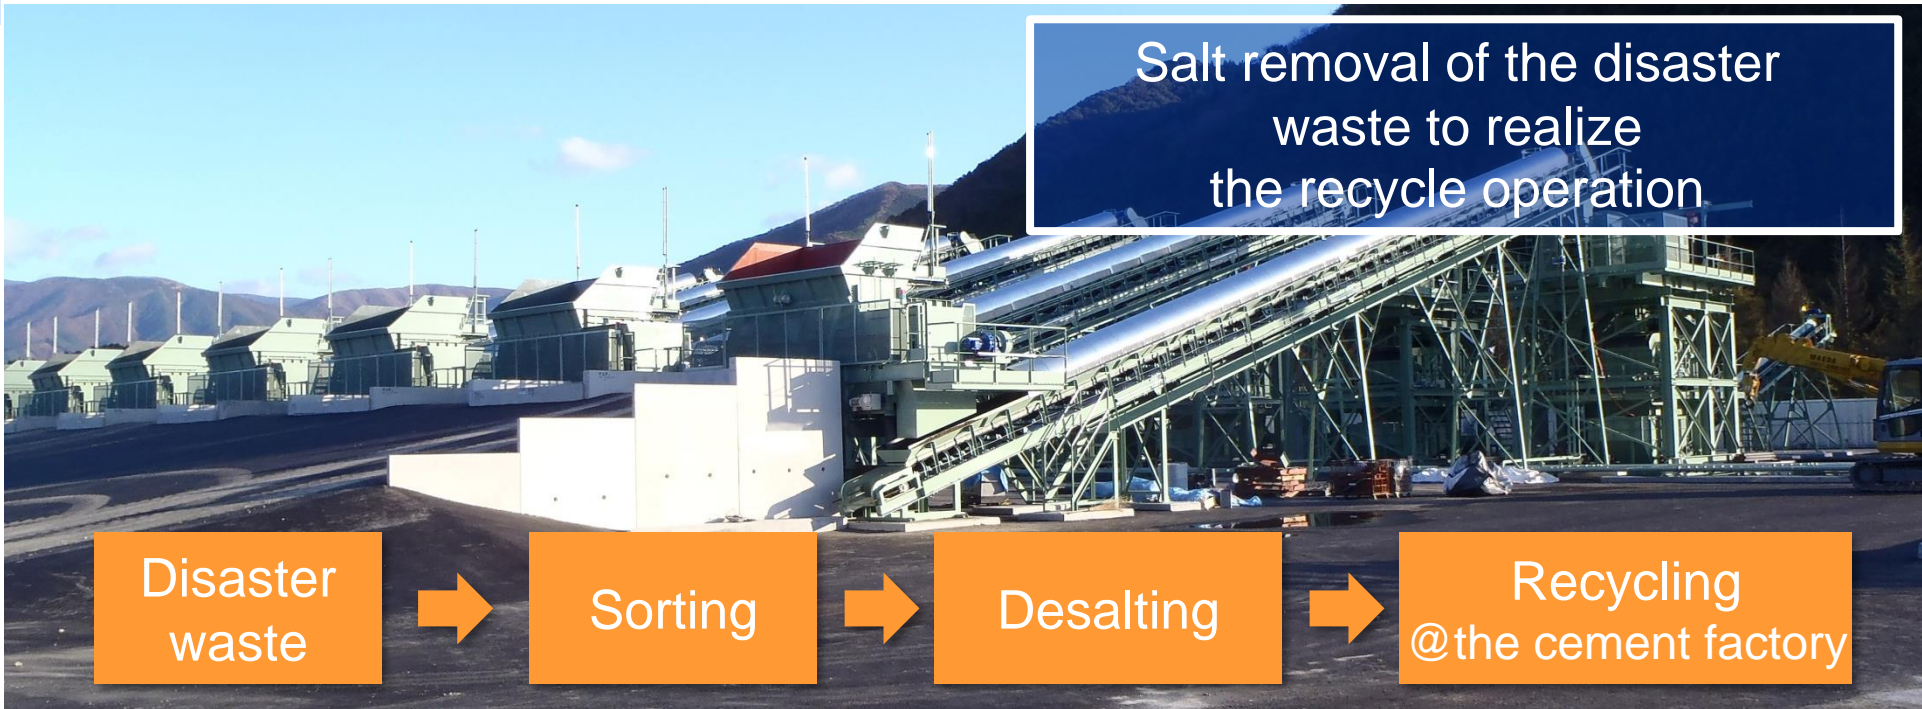 Salt removal of the disaster
waste to realize
the recycle operation
MAEDA
Disaster
waste
Sorting
Desalting
Recycling
@the cement factory